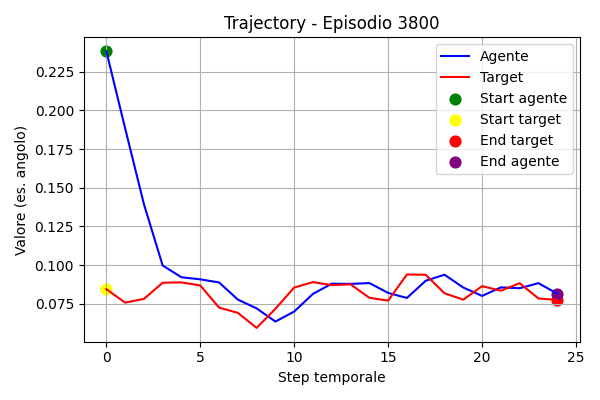 Trajectory - Episodio 3800
Valore (es. angolo)
0.225
0.200
0.175
0.150
0.125
0.100
0.075
Agente
Target
Start agente
Start target
End target
End agente
0 5 10 15 20 25
Step temporale